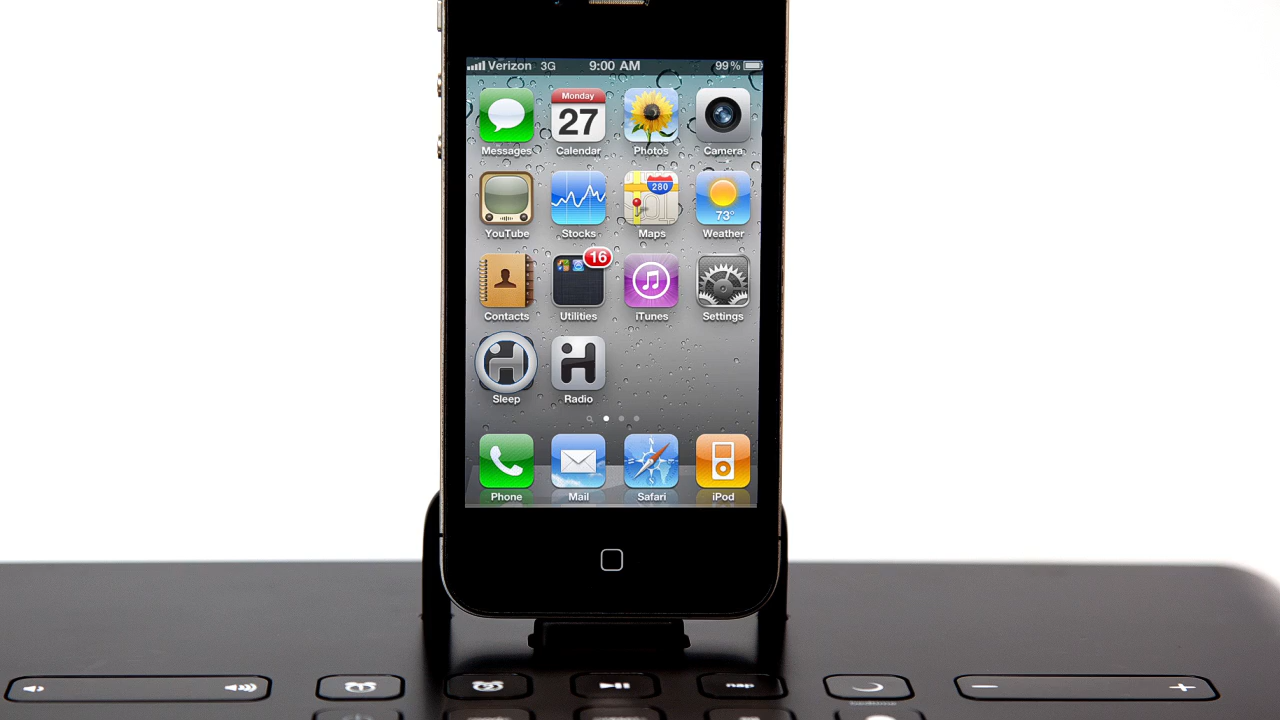 Verizon 3G 9:00 AM 99%
Monday
27
Messages Calendar Photos Camera
280
73°
YouTube Stocks Maps Weather
16
Contacts Utilities iTunes Settings
Sleep Radio
Phone Mail Safari iPod
nap